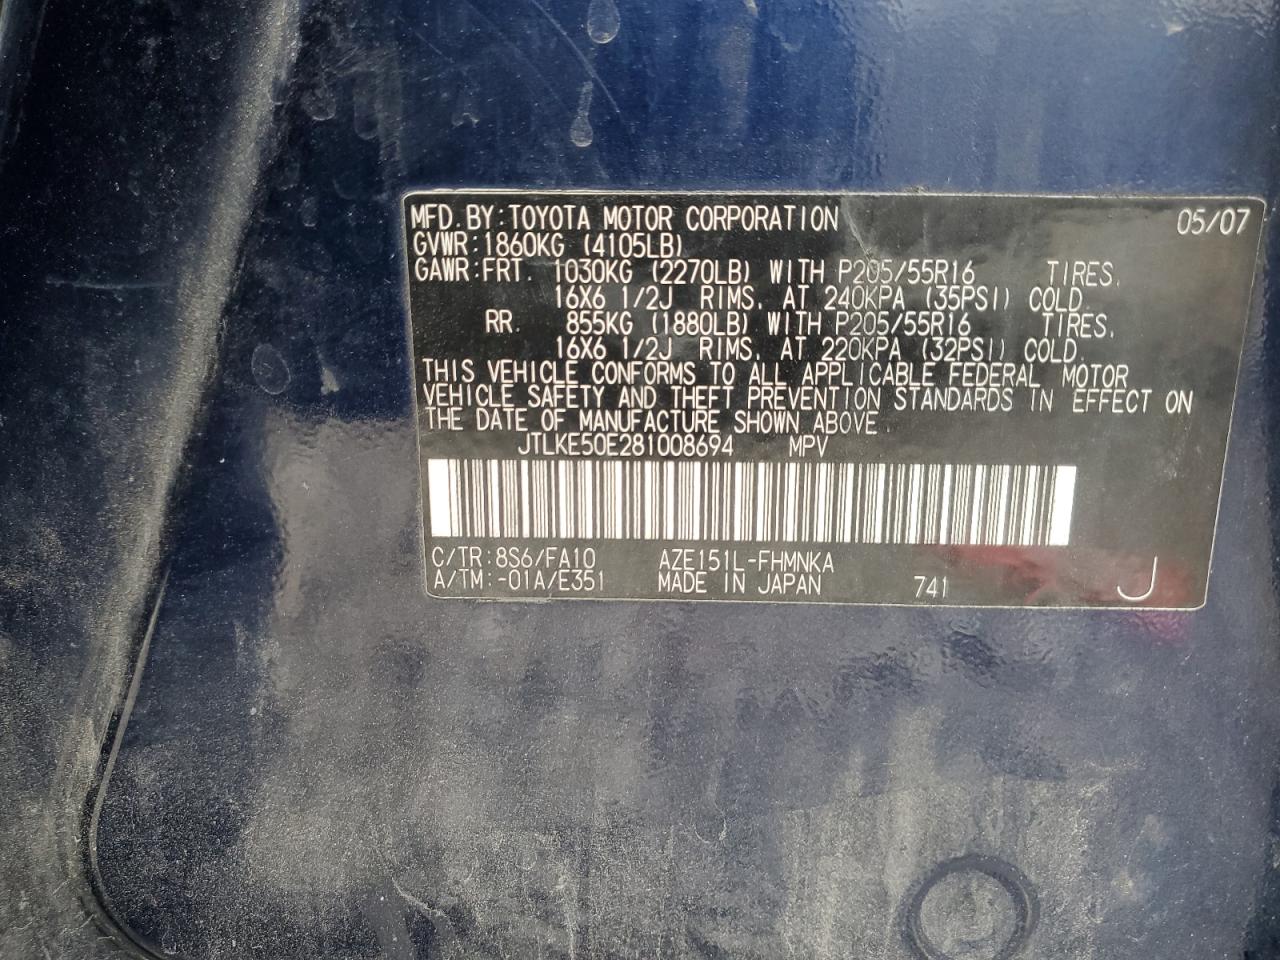 MFD. BY: TOYOTA MOTOR CORPORATION 05/07
GVWR: 1860KG (4105LB)
GAWR: FRT. 1030KG (2270LB) WITH P205/55R16 TIRES,
16X6 1/2J RIMS, AT 240KPA (35PSI) COLD.
RR. 855KG (1880LB) WITH P205/55R16 TIRES,
16X6 1/2J RIMS, AT 220KPA (32PSI) COLD.
THIS VEHICLE CONFORMS TO ALL APPLICABLE FEDERAL MOTOR
VEHICLE SAFETY AND THEFT PREVENTION STANDARDS IN EFFECT ON
THE DATE OF MANUFACTURE SHOWN ABOVE.
JTLKE50E281008694 MPV
C/TR: 8S6/FA10 AZE151L-FHMNKA
A/TM: -01A/E351 MADE IN JAPAN 741 J